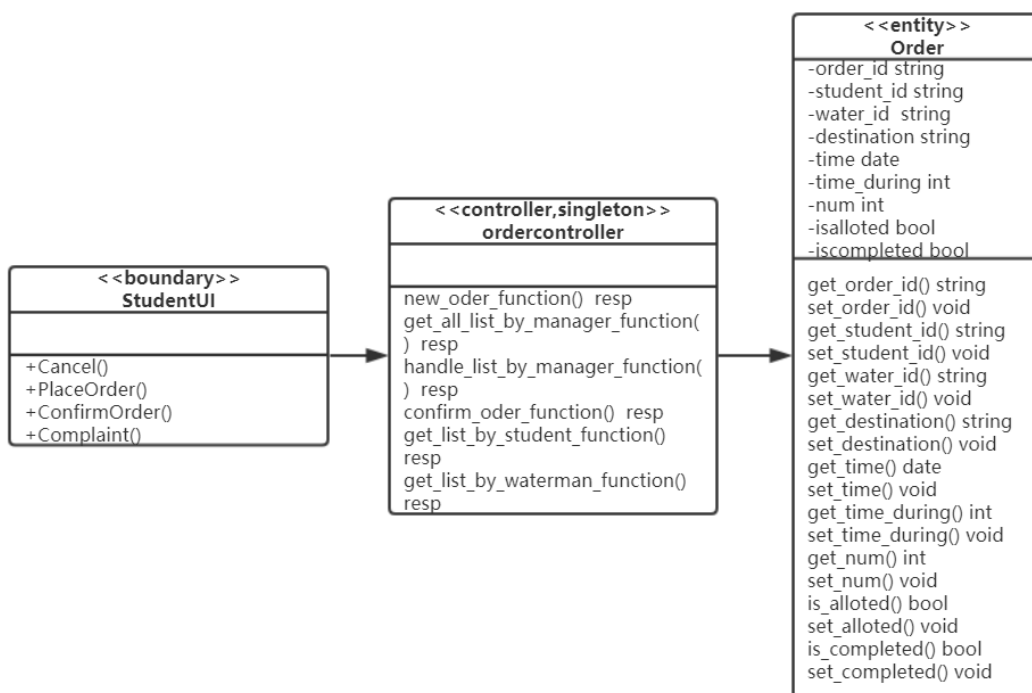 <<boundary>>
StudentUI
+Cancel()
+PlaceOrder()
+ConfirmOrder()
+Complaint()
<<controller,singleton>>
ordercontroller
new_oder_function()  resp
get_all_list_by_manager_function(
)  resp
handle_list_by_manager_function(
)  resp
confirm_oder_function()  resp
get_list_by_student_function()
resp
get_list_by_waterman_function()
resp
<<entity>>
Order
-order_id string
-student_id string
-water_id  string
-destination string
-time date
-time_during int
-num int
-isalloted bool
-iscompleted bool
get_order_id() string
set_order_id() void
get_student_id() string
set_student_id() void
get_water_id() string
set_water_id() void
get_destination() string
set_destination() void
get_time() date
set_time() void
get_time_during() int
set_time_during() void
get_num() int
set_num() void
is_alloted() bool
set_alloted() void
is_completed() bool
set_completed() void